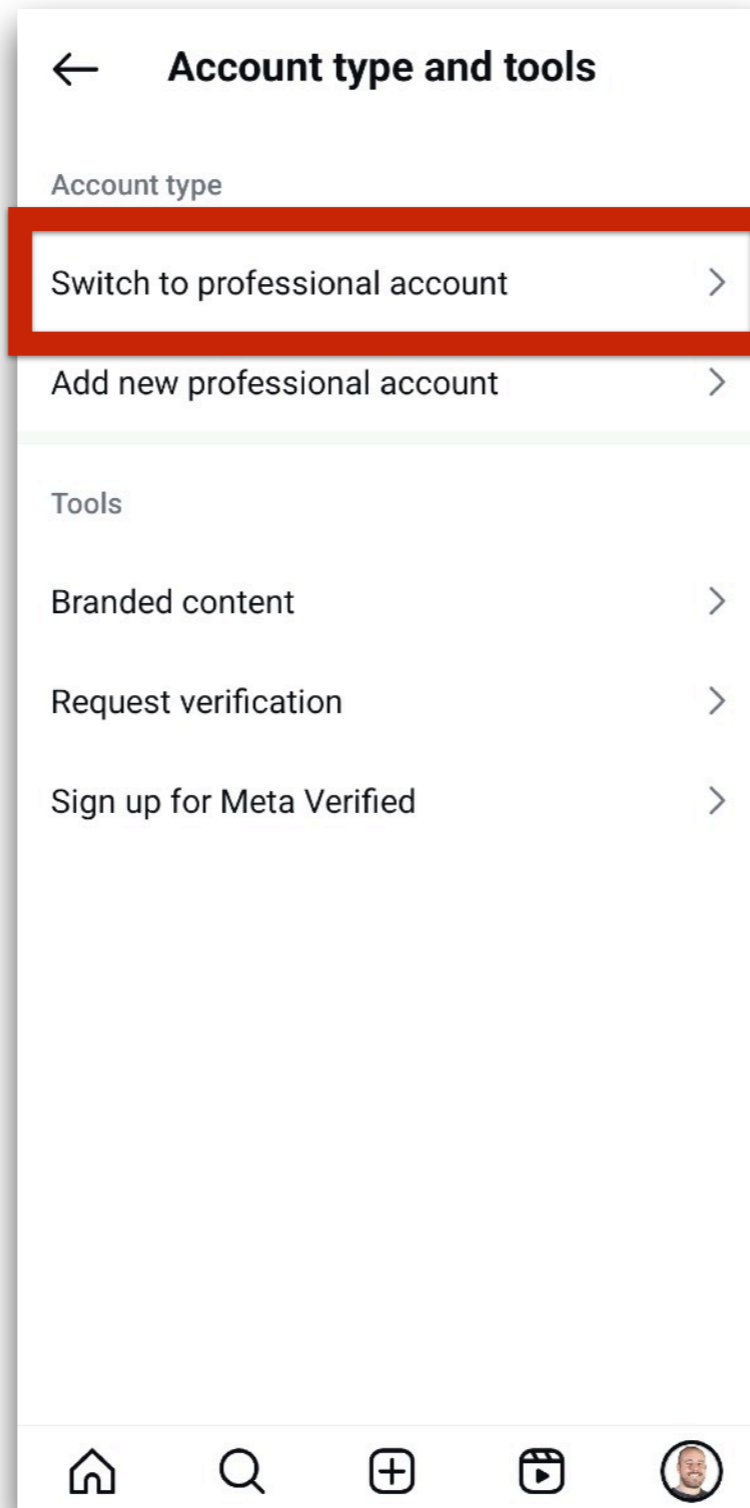 Account type and tools
Account type
Switch to professional account
Add new professional account
Tools
Branded content
Request verification
Sign up for Meta Verified